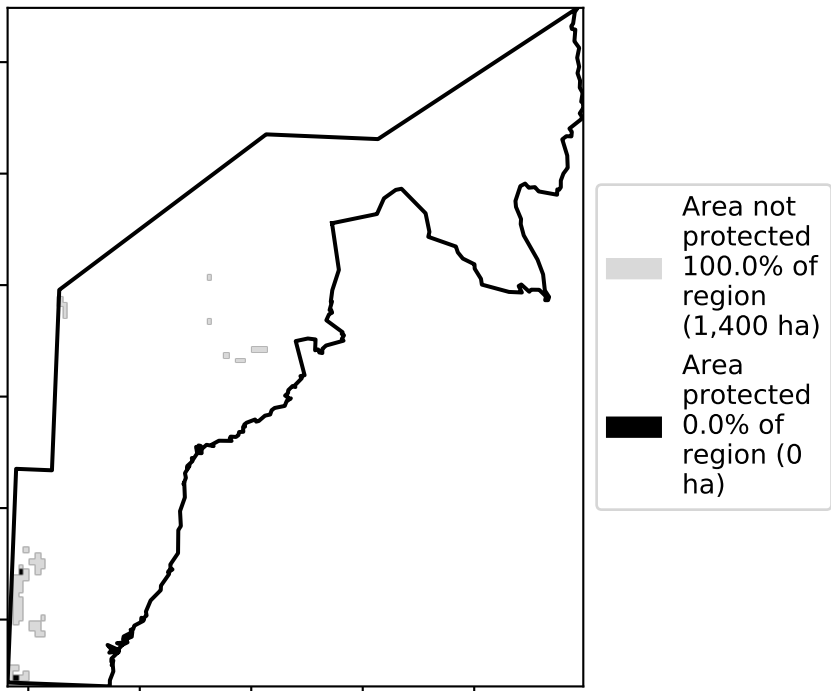 Area not
protected
100.0% of
region
(1,400 ha)
Area
protected
0.0% of
region (0
ha)